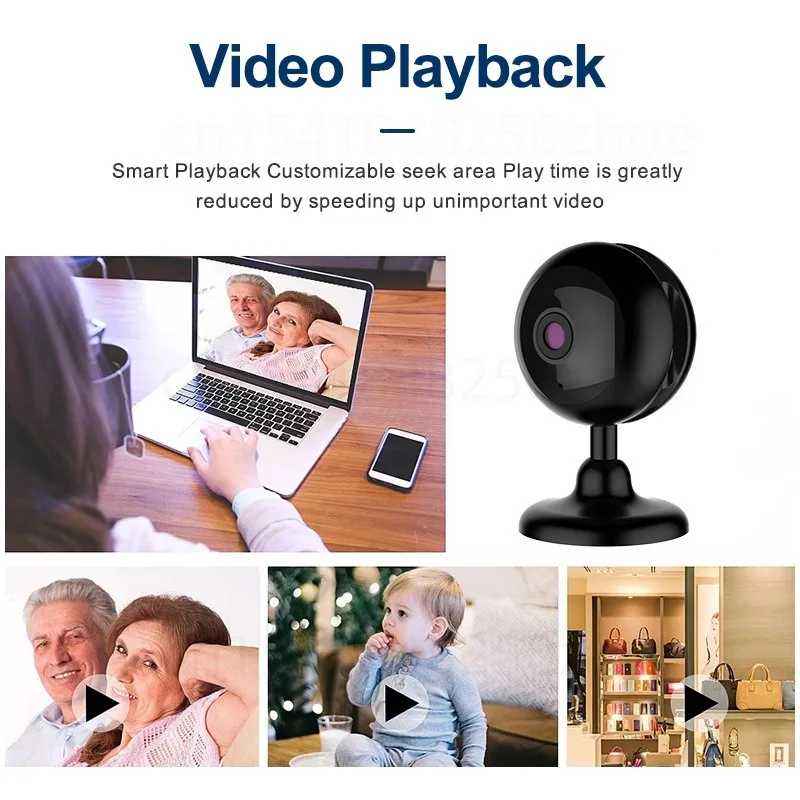 Video Playback
Smart Playback Customizable seek area Play time is greatly
reduced by speeding up unimportant video